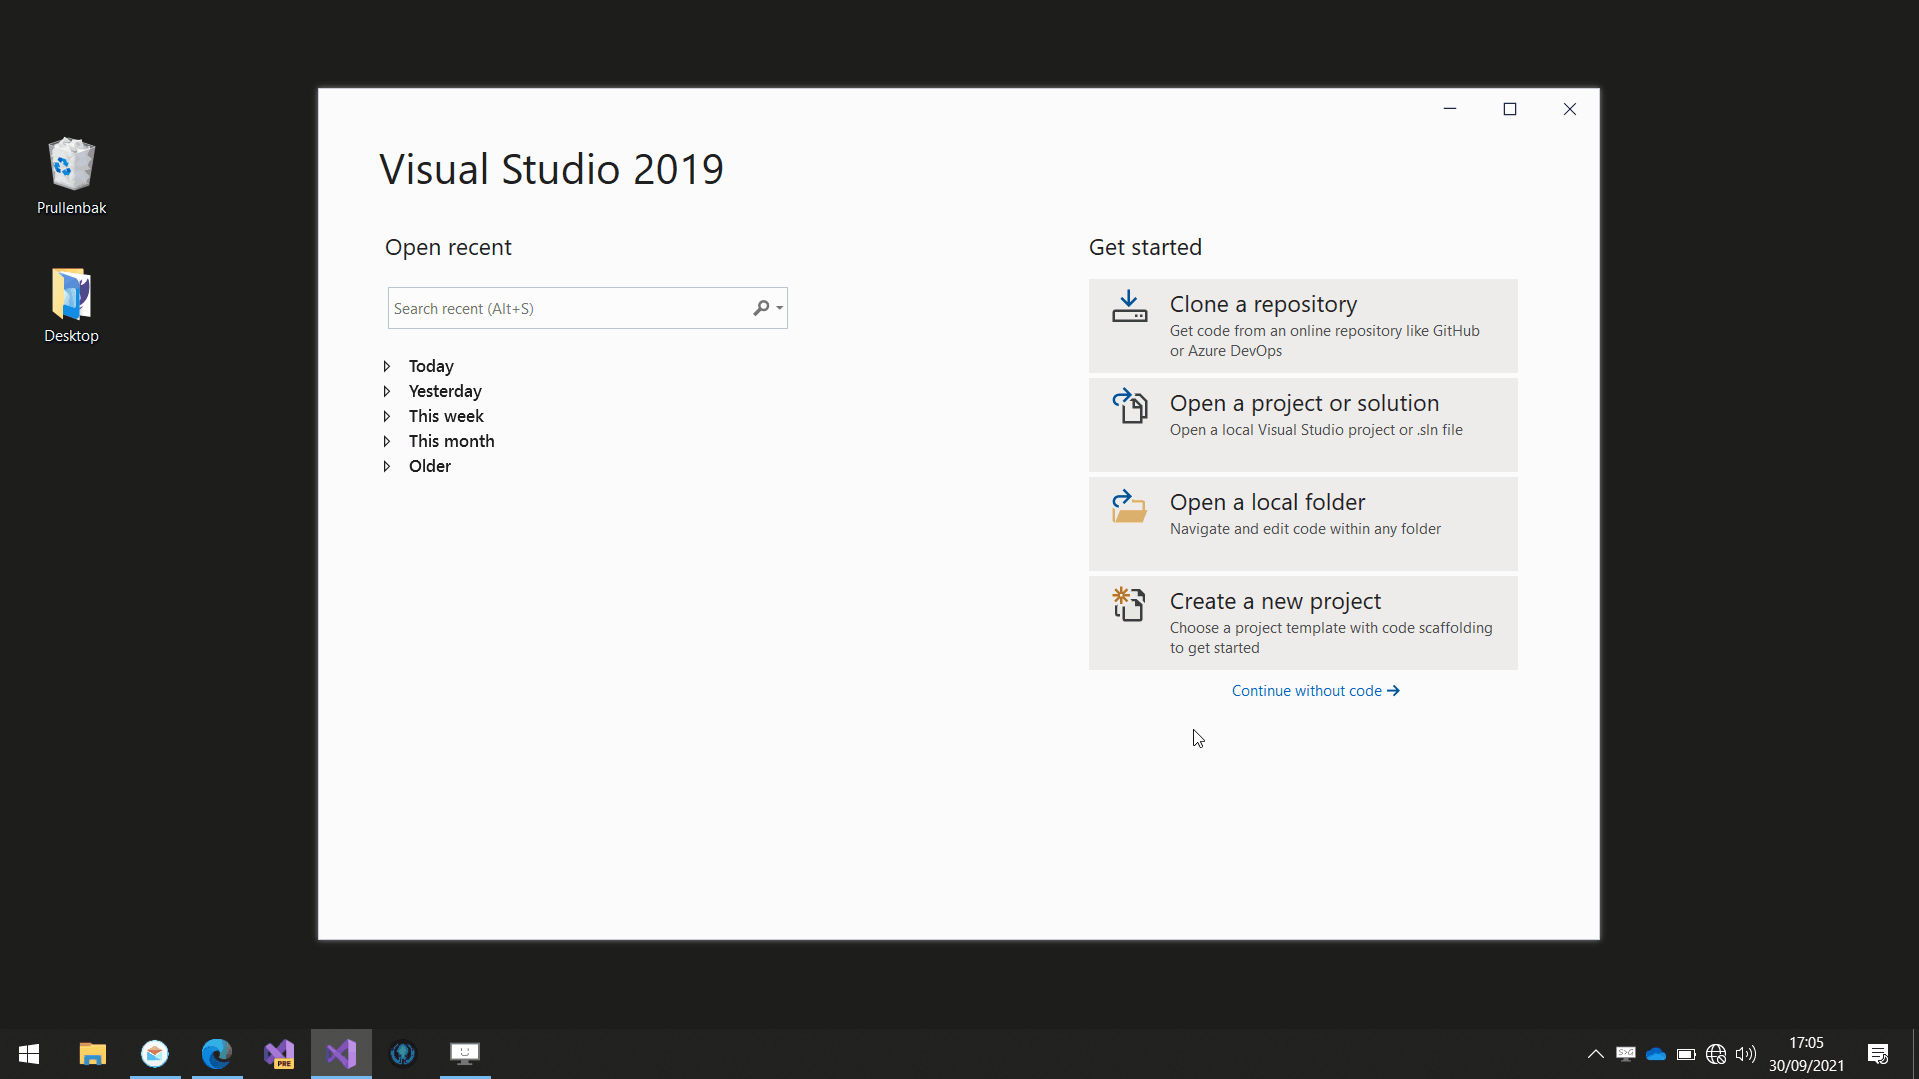 Prullenbak
Desktop
Visual Studio 2019
Open recent
Search recent (Alt+S)
Today
Yesterday
This week
This month
Older
Get started
Clone a repository
Get code from an online repository like GitHub
or Azure DevOps
Open a project or solution
Open a local Visual Studio project or .sln file
Open a local folder
Navigate and edit code within any folder
Create a new project
Choose a project template with code scaffolding
to get started
Continue without code
PRE
17:05
30/09/2021